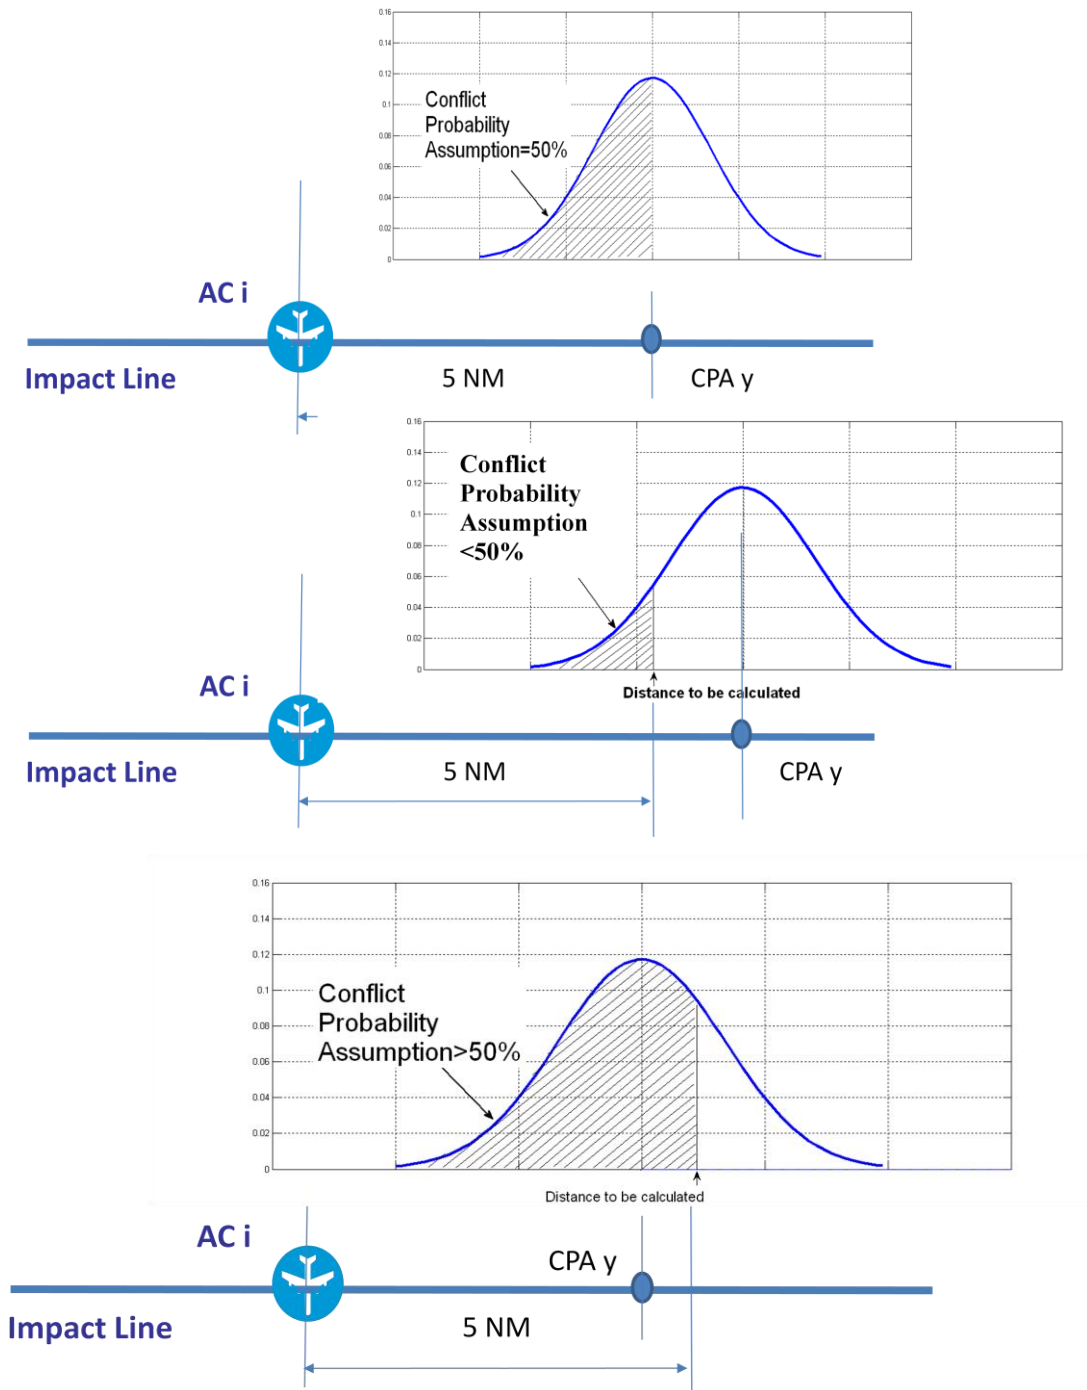 0.16
0.14
0.12
0.1
0.08
0.06
0.04
0.02
0
Conflict
Probability
Assumption=50%
AC i
Impact Line
5 NM
CPA y
0.16
0.14
0.12
0.1
0.08
0.06
0.04
0.02
0
Conflict
Probability
Assumption
<50%
Distance to be calculated
AC i
Impact Line
5 NM
CPA y
0.16
0.14
0.12
0.1
0.08
0.06
0.04
0.02
0
Conflict
Probability
Assumption>50%
Distance to be calculated
AC i
CPA y
Impact Line
5 NM